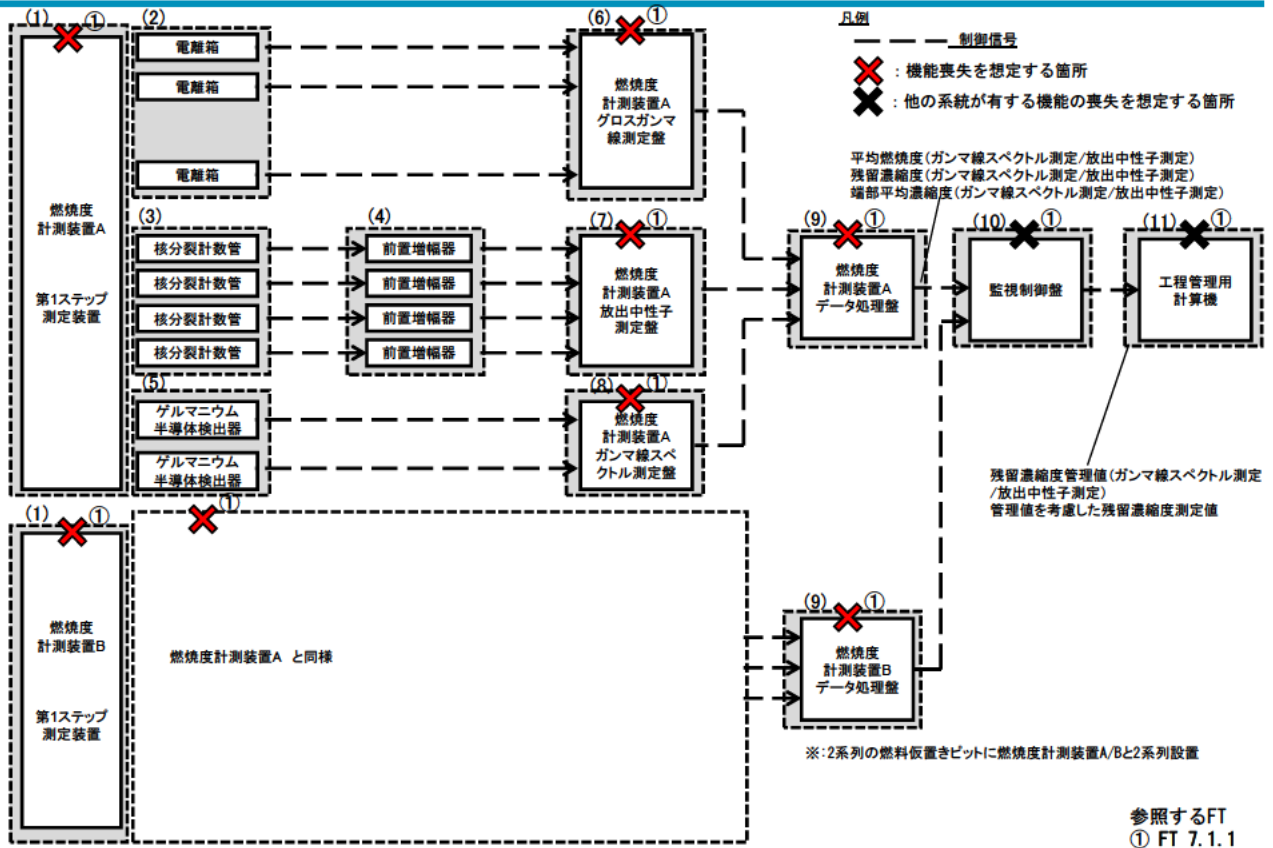 (1)
①
(2)
(6)
①
凡例
制御信号
：機能喪失を想定する箇所
：他の系統が有する機能の喪失を想定する箇所
電離箱
電離箱
電離箱
燃焼度
計測装置A
グロスガンマ
線測定盤
平均燃焼度(ガンマ線スペクトル測定/放出中性子測定)
残留濃縮度(ガンマ線スペクトル測定/放出中性子測定)
端部平均濃縮度(ガンマ線スペクトル測定/放出中性子測定)
燃焼度
計測装置A
第1ステップ
測定装置
(3)
核分裂計数管
核分裂計数管
核分裂計数管
核分裂計数管
(4)
前置増幅器
前置増幅器
前置増幅器
前置増幅器
(7)
①
燃焼度
計測装置A
放出中性子
測定盤
(9)
①
燃焼度
計測装置A
データ処理盤
(10)
①
監視制御盤
(11)
①
工程管理用
計算機
(5)
ゲルマニウム
半導体検出器
ゲルマニウム
半導体検出器
(8)
①
燃焼度
計測装置A
ガンマ線スペ
クトル測定盤
残留濃縮度管理値(ガンマ線スペクトル測定
/放出中性子測定)
管理値を考慮した残留濃縮度測定値
(1)
①
①
燃焼度
計測装置B
第1ステップ
測定装置
燃焼度計測装置A と同様
(9)
①
燃焼度
計測装置B
データ処理盤
※：2系列の燃料仮置きピットに燃焼度計測装置A/Bと2系列設置
参照するFT
① FT 7.1.1